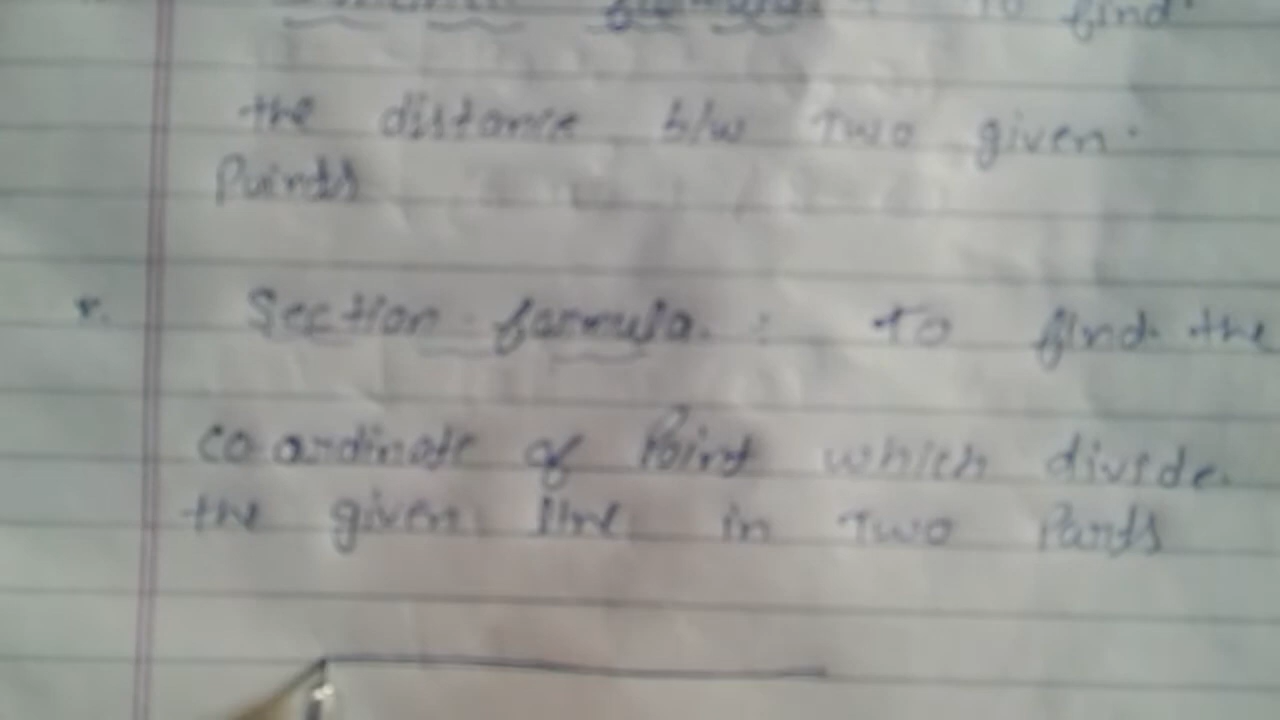 formula : To find
the distance b/w Two given
Points
Section formula : To find the
co ordinate of Point which divide
the given line in Two Parts